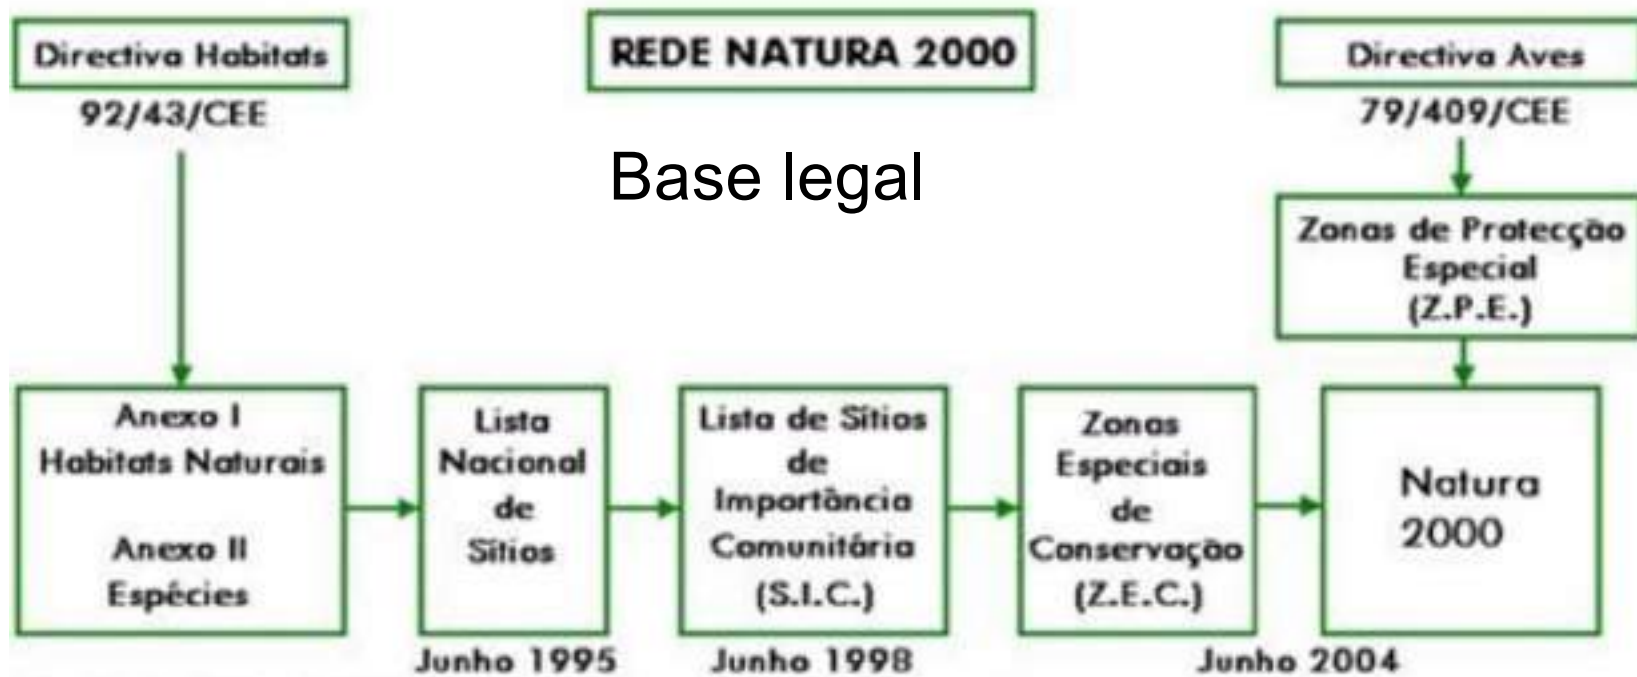 Directiva Habitats
92/43/CEE
REDE NATURA 2000
Base legal
Directiva Aves
79/409/CEE
Zonas de Protecção
Especial
(Z.P.E.)
Anexo I
Habitats Naturais
Anexo II
Espécies
Lista
Nacional
de
Sítios
Junho 1995
Lista de Sítios
de
Importância
Comunitária
(S.I.C.)
Junho 1998
Zonas
Especiais
de
Conservação
(Z.E.C.)
Natura
2000
Junho 2004